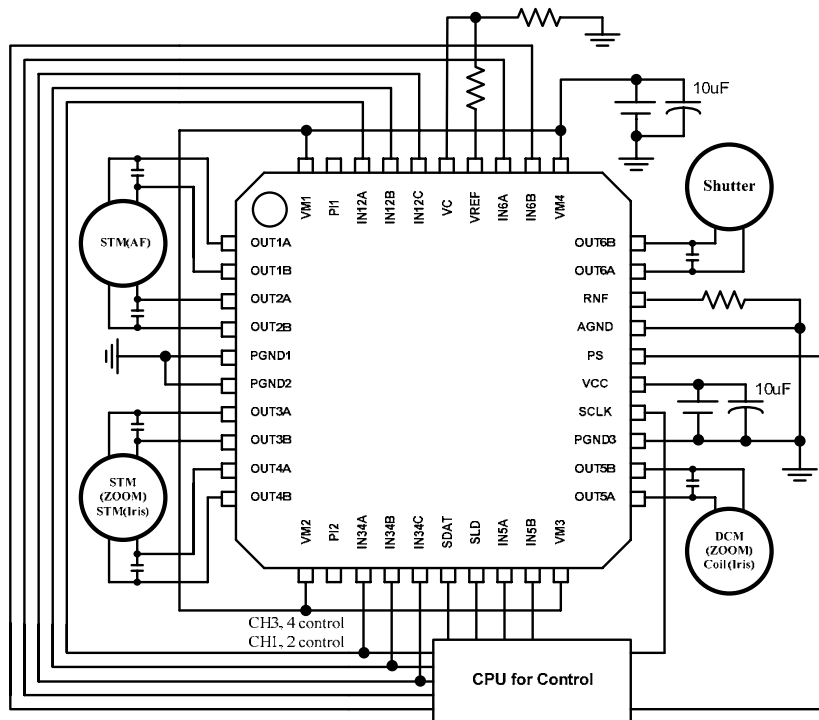 10uF
VM1
PI1
IN12A
IN12B
IN12C
VC
VREF
IN6A
IN6B
VM4
Shutter
STM(AF)
OUT1A
OUT1B
OUT2A
OUT2B
PGND1
PGND2
OUT3A
OUT3B
OUT4A
OUT4B
OUT6B
OUT6A
RNF
AGND
PS
VCC
SCLK
PGND3
OUT5B
OUT5A
10uF
STM
(ZOOM)
STM(Iris)
DCM
(ZOOM)
Coil(Iris)
VM2
PI2
IN34A
IN34B
IN34C
SDAT
SLD
IN5A
IN5B
VM3
CH3, 4 control
CH1, 2 control
CPU for Control